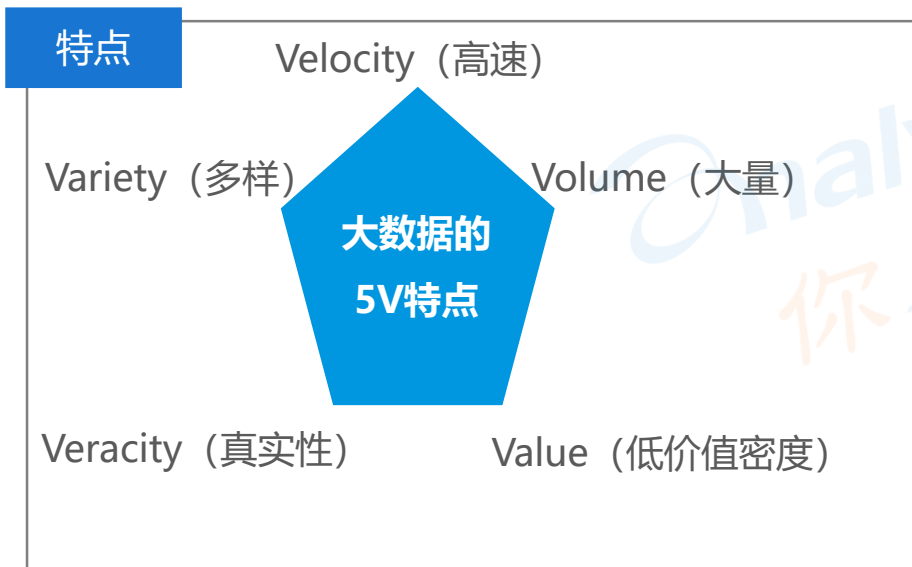 特点
Velocity（高速）
Variety（多样）
Volume（大量）
大数据的
5V特点
Veracity（真实性）
Value（低价值密度）
你